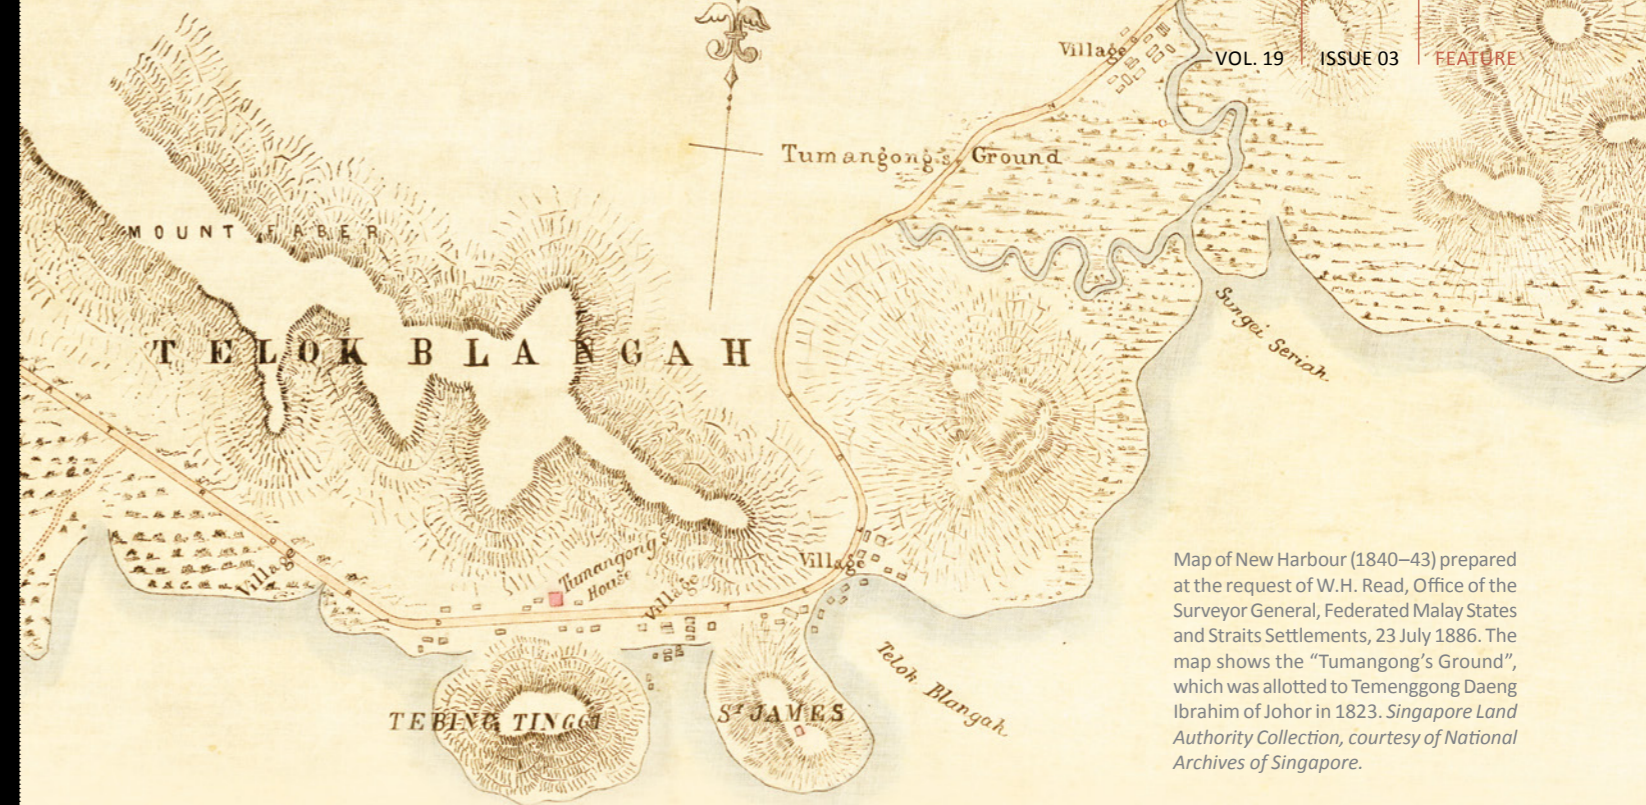 VOL. 19 ISSUE 03 FEATURE
Village
Tumangong's Ground
MOUNT FABER
TELOK BLANGAH
Sungei Seriah
Village
Tumangong's
House
Village
Village
Telok Blangah
TEBING TINGGI
St JAMES
Map of New Harbour (1840–43) prepared
at the request of W.H. Read, Office of the
Surveyor General, Federated Malay States
and Straits Settlements, 23 July 1886. The
map shows the “Tumangong’s Ground”,
which was allotted to Temenggong Daeng
Ibrahim of Johor in 1823. Singapore Land
Authority Collection, courtesy of National
Archives of Singapore.